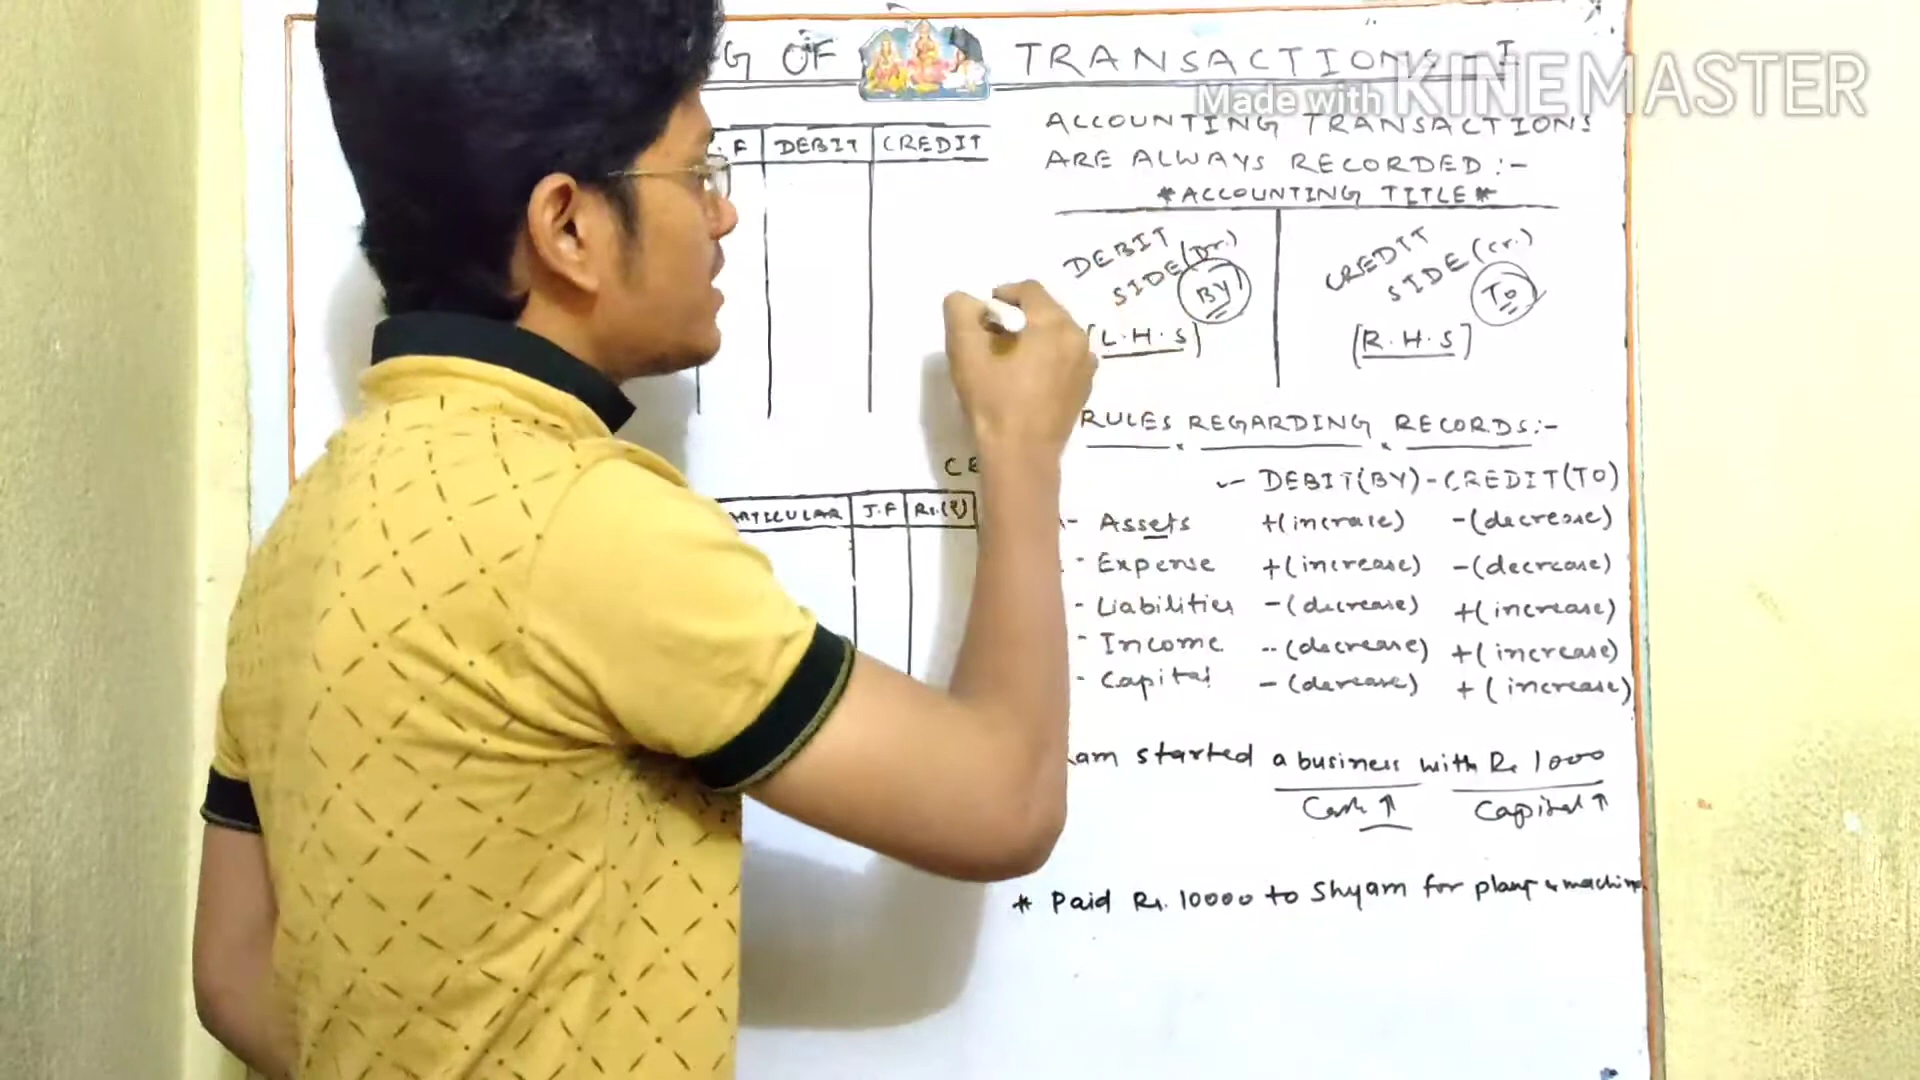 G OF TRANSACTIONS - I
Made with KINEMASTER
.F DEBIT CREDIT
ACCOUNTING TRANSACTIONS
ARE ALWAYS RECORDED :-
*ACCOUNTING TITLE*
DEBIT
SIDE (Dr.)
BY
[L.H.S]
CREDIT
SIDE (Cr.)
TO
[R.H.S]
RULES REGARDING RECORDS:-
DEBIT(BY) - CREDIT(TO)
- Assets +(increase) -(decrease)
- Expense +(increase) -(decrease)
- Liabilities -(decrease) +(increase)
- Income -(decrease) +(increase)
- Capital -(decrease) +(increase)
CE
ARTICULAR J.F Rs.(₹)
am started a business with Rs 1000
Cash ↑ Capital ↑
* Paid Rs. 10000 to Shyam for plant & machin